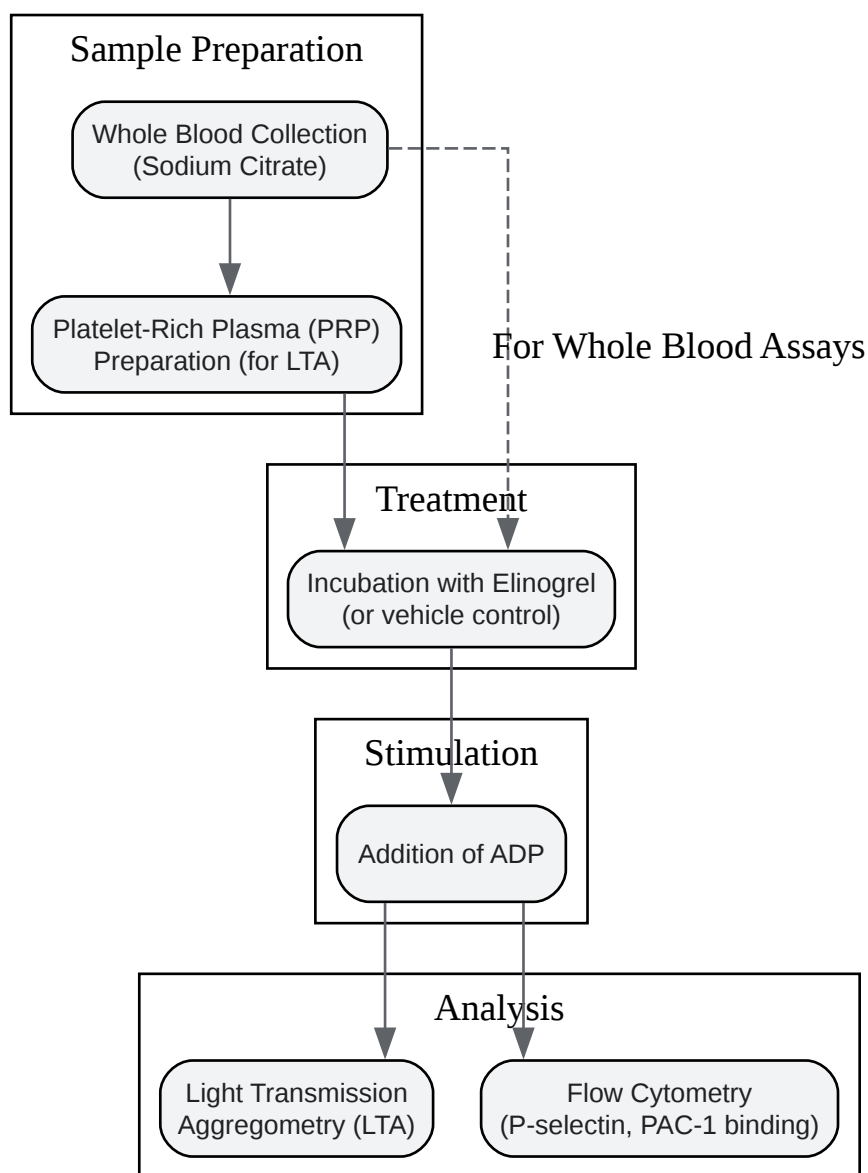 Sample Preparation
Whole Blood Collection
(Sodium Citrate)
Platelet-Rich Plasma (PRP)
Preparation (for LTA)
For Whole Blood Assays
Treatment
Incubation with Elinogrel
(or vehicle control)
Stimulation
Addition of ADP
Analysis
Light Transmission
Aggregometry (LTA)
Flow Cytometry
(P-selectin, PAC-1 binding)